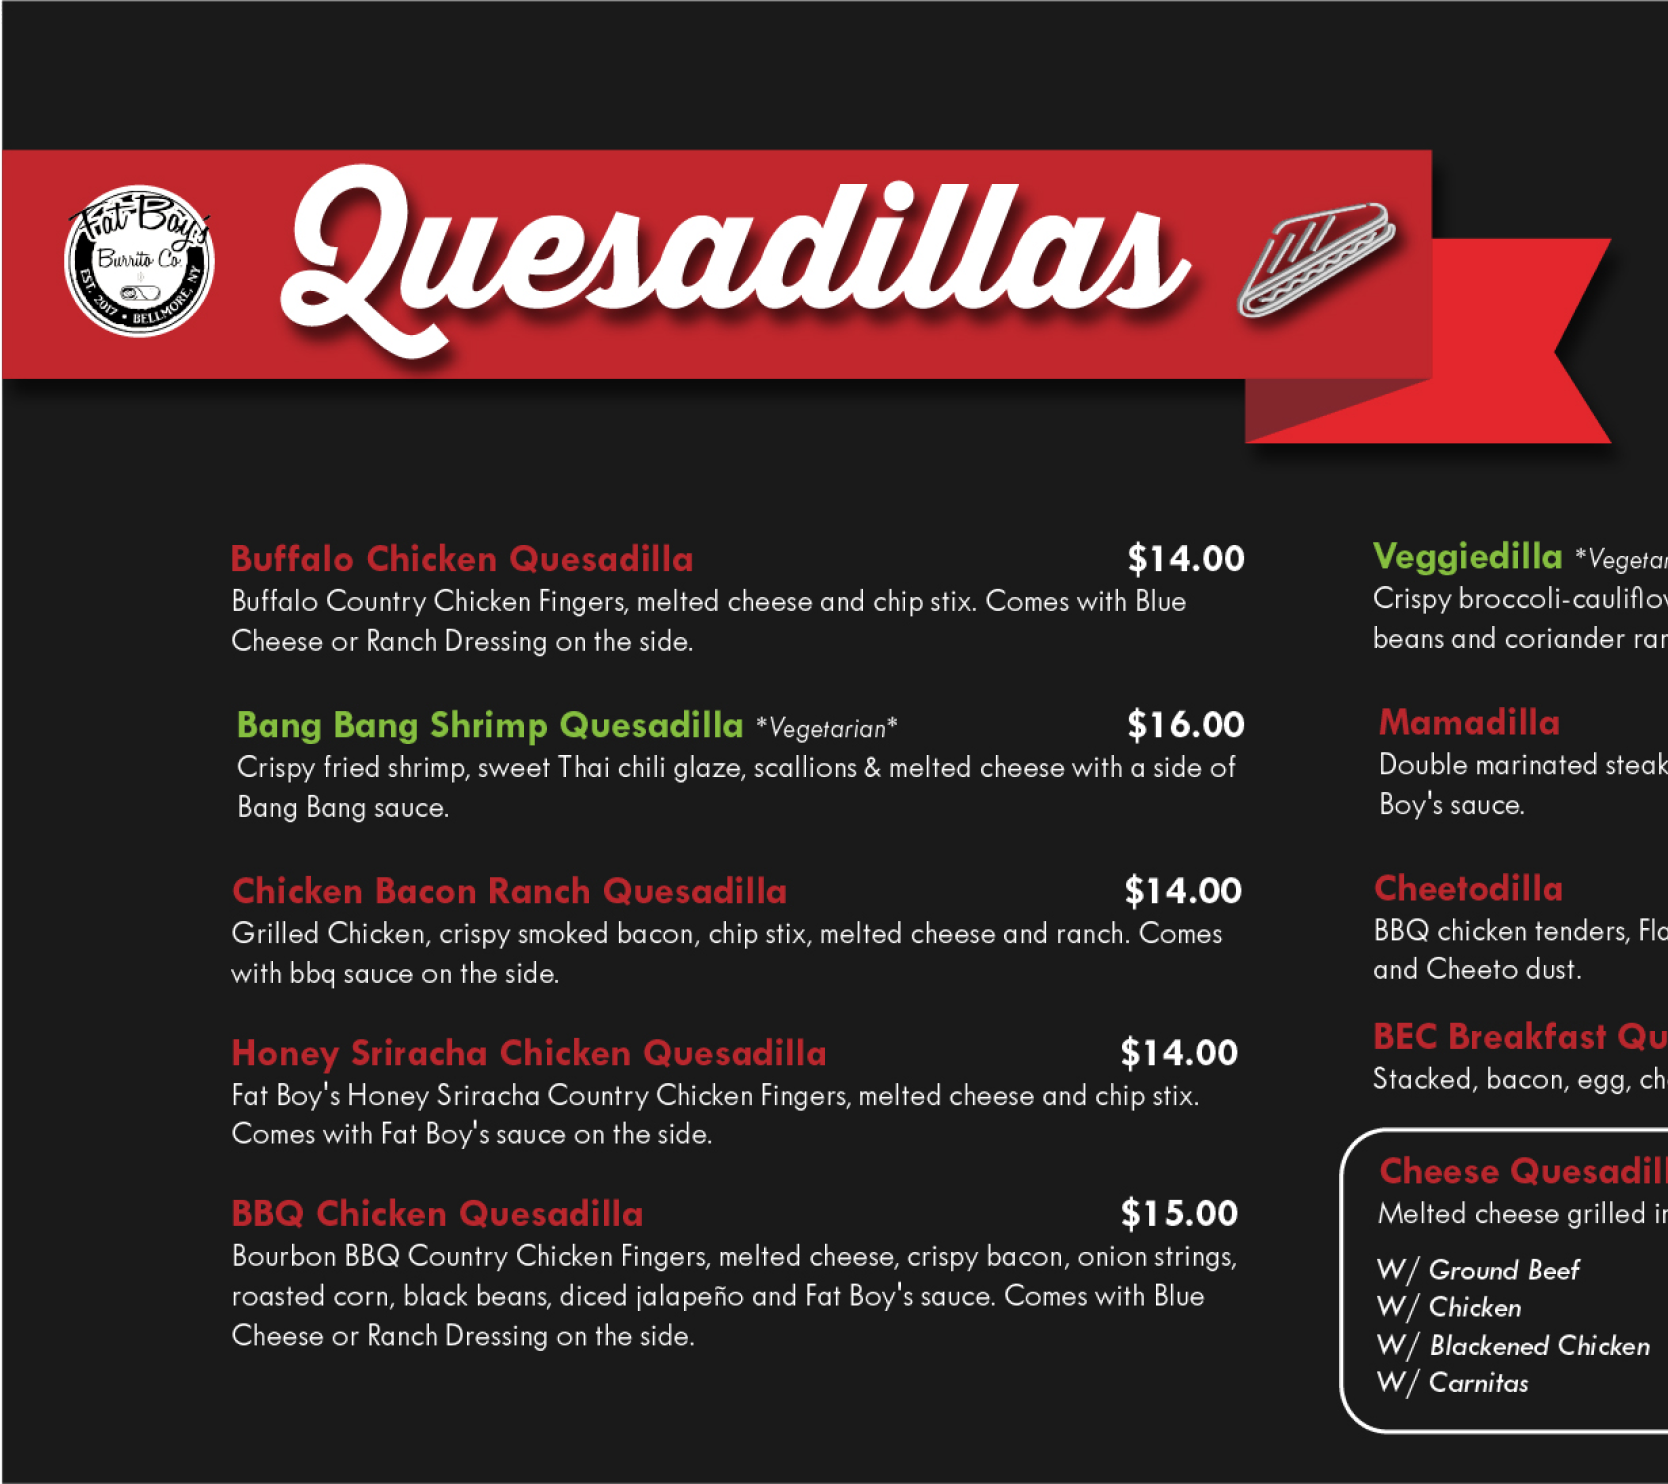 Fat Boy's
Burrito Co.
EST. 2017 • BELLMORE, NY
Quesadillas
Buffalo Chicken Quesadilla $14.00
Buffalo Country Chicken Fingers, melted cheese and chip stix. Comes with Blue
Cheese or Ranch Dressing on the side.
Bang Bang Shrimp Quesadilla *Vegetarian* $16.00
Crispy fried shrimp, sweet Thai chili glaze, scallions & melted cheese with a side of
Bang Bang sauce.
Chicken Bacon Ranch Quesadilla $14.00
Grilled Chicken, crispy smoked bacon, chip stix, melted cheese and ranch. Comes
with bbq sauce on the side.
Honey Sriracha Chicken Quesadilla $14.00
Fat Boy's Honey Sriracha Country Chicken Fingers, melted cheese and chip stix.
Comes with Fat Boy's sauce on the side.
BBQ Chicken Quesadilla $15.00
Bourbon BBQ Country Chicken Fingers, melted cheese, crispy bacon, onion strings,
roasted corn, black beans, diced jalapeño and Fat Boy's sauce. Comes with Blue
Cheese or Ranch Dressing on the side.
Veggiedilla
Crispy
beans and coriander
Mamadilla
Double marinated steak
Boy's sauce.
Cheetodilla
BBQ chicken tenders,
and Cheeto dust.
BEC Breakfast
Stacked, bacon, egg,
Cheese
Melted cheese grilled
W/ Ground Beef
W/ Chicken
W/ Blackened Chicken
W/ Carnitas